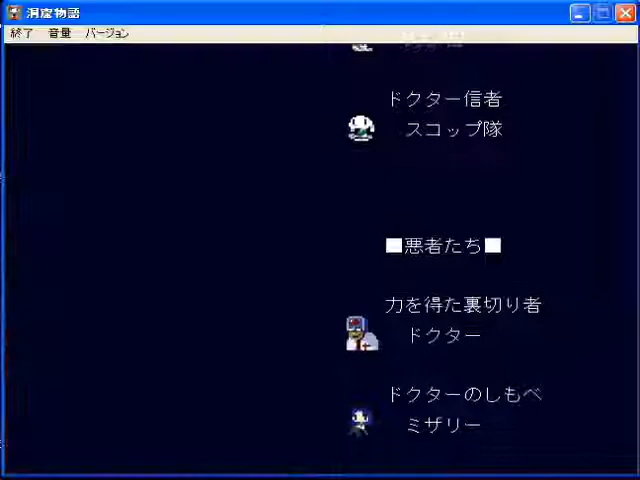 洞窟物語
終了 音量 バージョン
ドクター信者
スコップ隊
■悪者たち■
力を得た裏切り者
ドクター
ドクターのしもべ
ミザリー